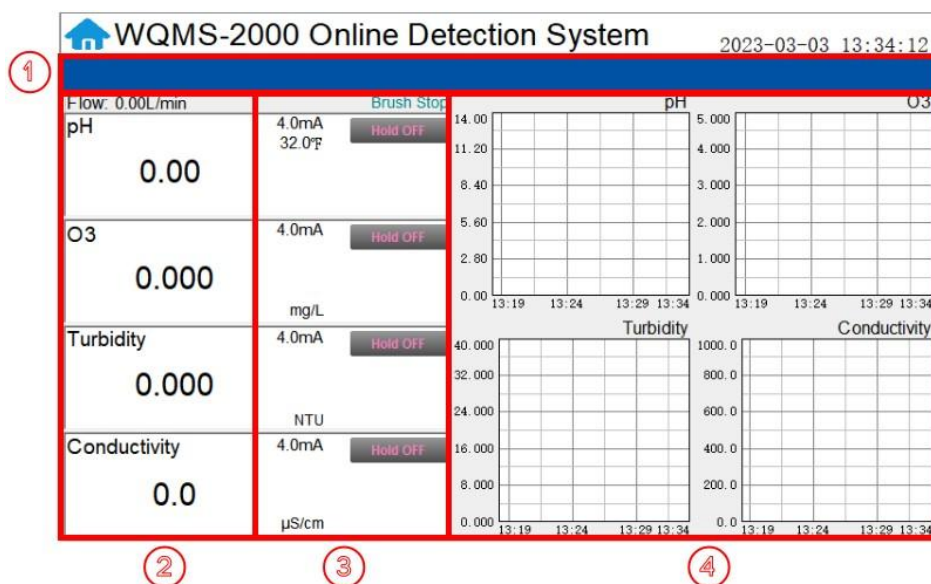 WQMS-2000 Online Detection System
2023-03-03 13:34:12
①
Flow: 0.00L/min
Brush Stop
pH
0.00
4.0mA
32.0℉
Hold OFF
O3
0.000
4.0mA
Hold OFF
mg/L
Turbidity
0.000
4.0mA
Hold OFF
NTU
Conductivity
0.0
4.0mA
Hold OFF
µS/cm
pH
14.00
11.20
8.40
5.60
2.80
0.00
13:19 13:24 13:29 13:34
O3
5.000
4.000
3.000
2.000
1.000
0.000
13:19 13:24 13:29 13:34
Turbidity
40.000
32.000
24.000
16.000
8.000
0.000
13:19 13:24 13:29 13:34
Conductivity
1000.0
800.0
600.0
400.0
200.0
0.0
13:19 13:24 13:29 13:34
② ③ ④